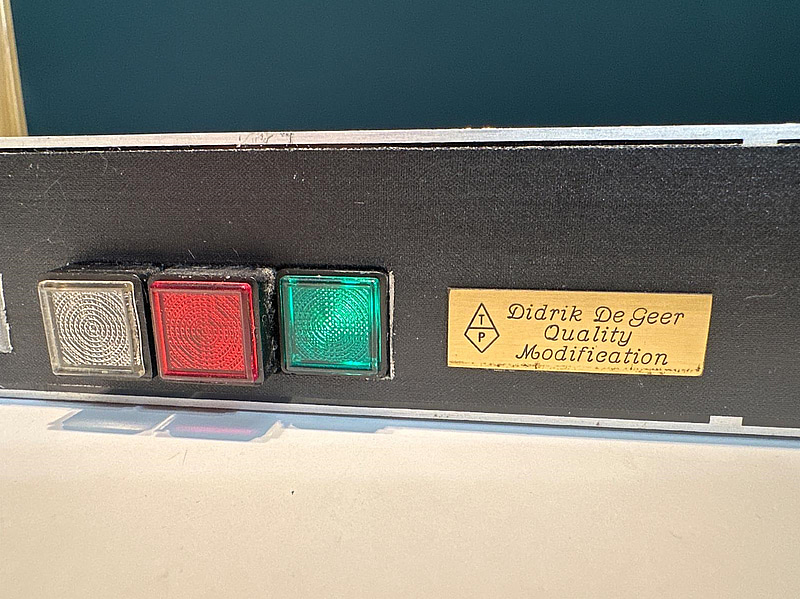 T
P
Didrik De Geer
Quality
Modification